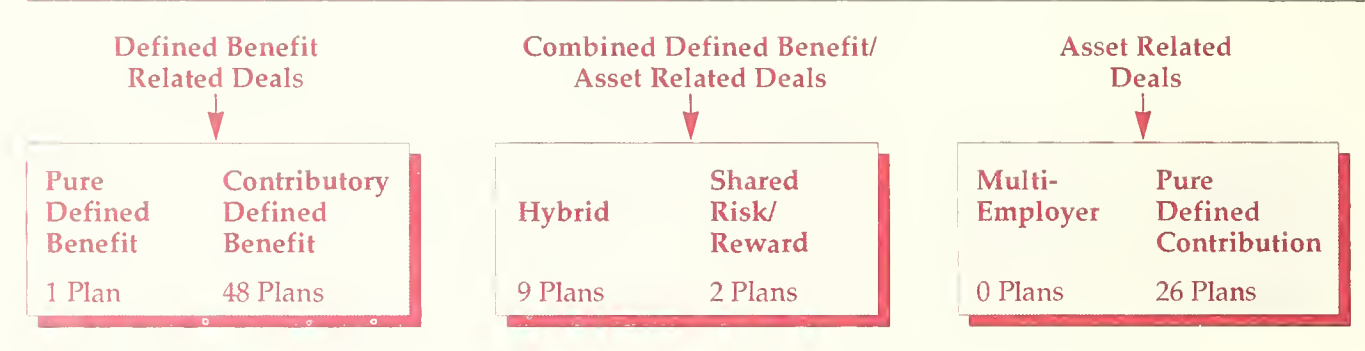 Defined Benefit
Related Deals
Combined Defined Benefit/
Asset Related Deals
Asset Related
Deals
Pure
Defined
Benefit
1 Plan
Contributory
Defined
Benefit
48 Plans
Hybrid
9 Plans
Shared
Risk/
Reward
2 Plans
Multi-
Employer
0 Plans
Pure
Defined
Contribution
26 Plans